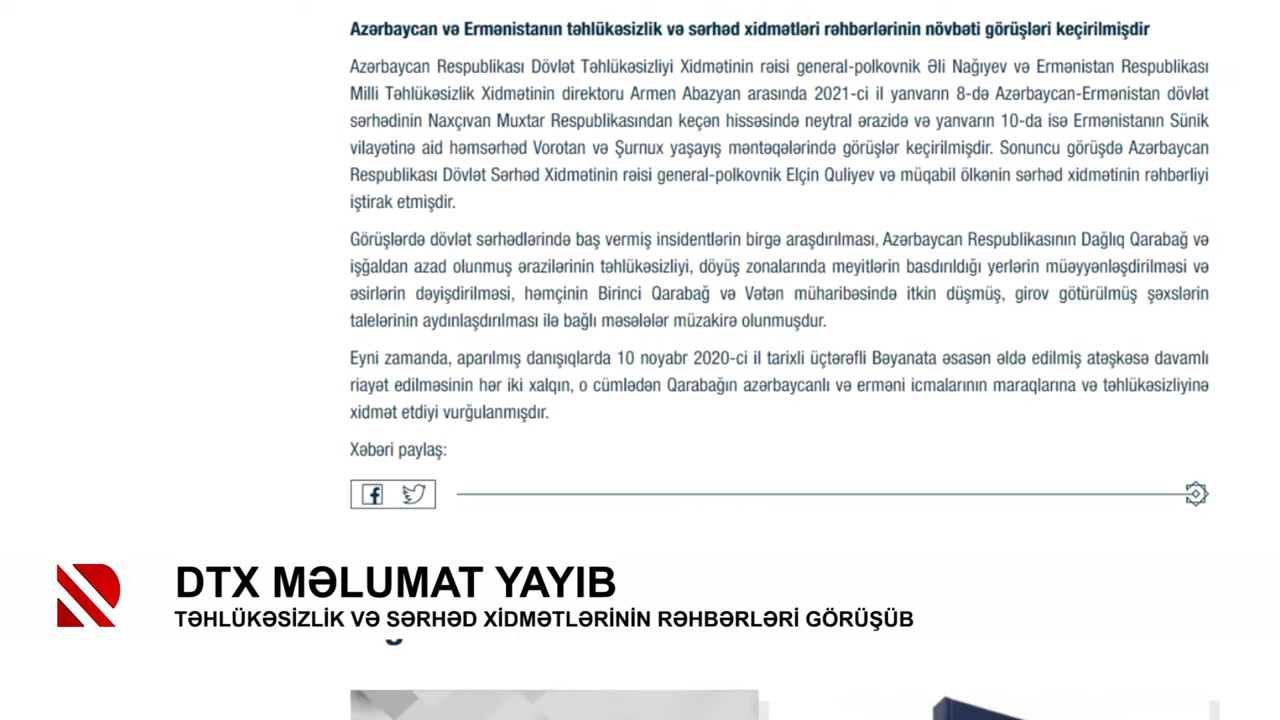 Azərbaycan və Ermənistanın təhlükəsizlik və sərhəd xidmətləri rəhbərlərinin növbəti görüşləri keçirilmişdir
Azərbaycan Respublikası Dövlət Təhlükəsizliyi Xidmətinin rəisi general-polkovnik Əli Nağıyev və Ermənistan Respublikası
Milli Təhlükəsizlik Xidmətinin direktoru Armen Abazyan arasında 2021-ci il yanvarın 8-də Azərbaycan-Ermənistan dövlət
sərhədinin Naxçıvan Muxtar Respublikasından keçən hissəsində neytral ərazidə və yanvarın 10-da isə Ermənistanın Sünik
vilayətinə aid həmsərhəd Vorotan və Şurnux yaşayış məntəqələrində görüşlər keçirilmişdir. Sonuncu görüşdə Azərbaycan
Respublikası Dövlət Sərhəd Xidmətinin rəisi general-polkovnik Elçin Quliyev və müqabil ölkənin sərhəd xidmətinin rəhbərliyi
iştirak etmişdir.
Görüşlərdə dövlət sərhədlərində baş vermiş insidentlərin birgə araşdırılması, Azərbaycan Respublikasının Dağlıq Qarabağ və
işğaldan azad olunmuş ərazilərinin təhlükəsizliyi, döyüş zonalarında meyitlərin basdırıldığı yerlərin müəyyənləşdirilməsi və
əsirlərin dəyişdirilməsi, həmçinin Birinci Qarabağ və Vətən müharibəsində itkin düşmüş, girov götürülmüş şəxslərin
talelərinin aydınlaşdırılması ilə bağlı məsələlər müzakirə olunmuşdur.
Eyni zamanda, aparılmış danışıqlarda 10 noyabr 2020-ci il tarixli üçtərəfli Bəyanata əsasən əldə edilmiş atəşkəsə davamlı
riayət edilməsinin hər iki xalqın, o cümlədən Qarabağın azərbaycanlı və erməni icmalarının maraqlarına və təhlükəsizliyinə
xidmət etdiyi vurğulanmışdır.
Xəbəri paylaş:
DTX MƏLUMAT YAYIB
TƏHLÜKƏSİZLİK VƏ SƏRHƏD XİDMƏTLƏRİNİN RƏHBƏRLƏRİ GÖRÜŞÜB